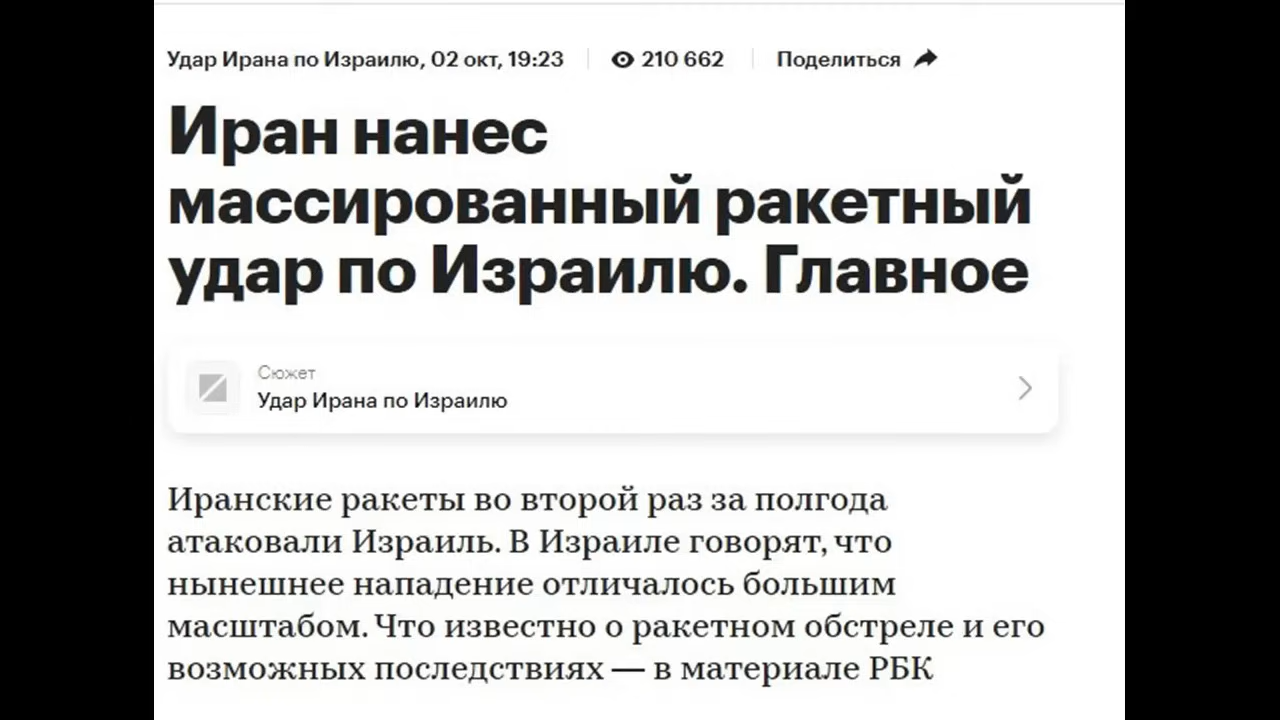 Удар Ирана по Израилю, 02 окт, 19:23 210 662 Поделиться
Иран нанес
массированный ракетный
удар по Израилю. Главное
Сюжет
Удар Ирана по Израилю
Иранские ракеты во второй раз за полгода
атаковали Израиль. В Израиле говорят, что
нынешнее нападение отличалось большим
масштабом. Что известно о ракетном обстреле и его
возможных последствиях — в материале РБК